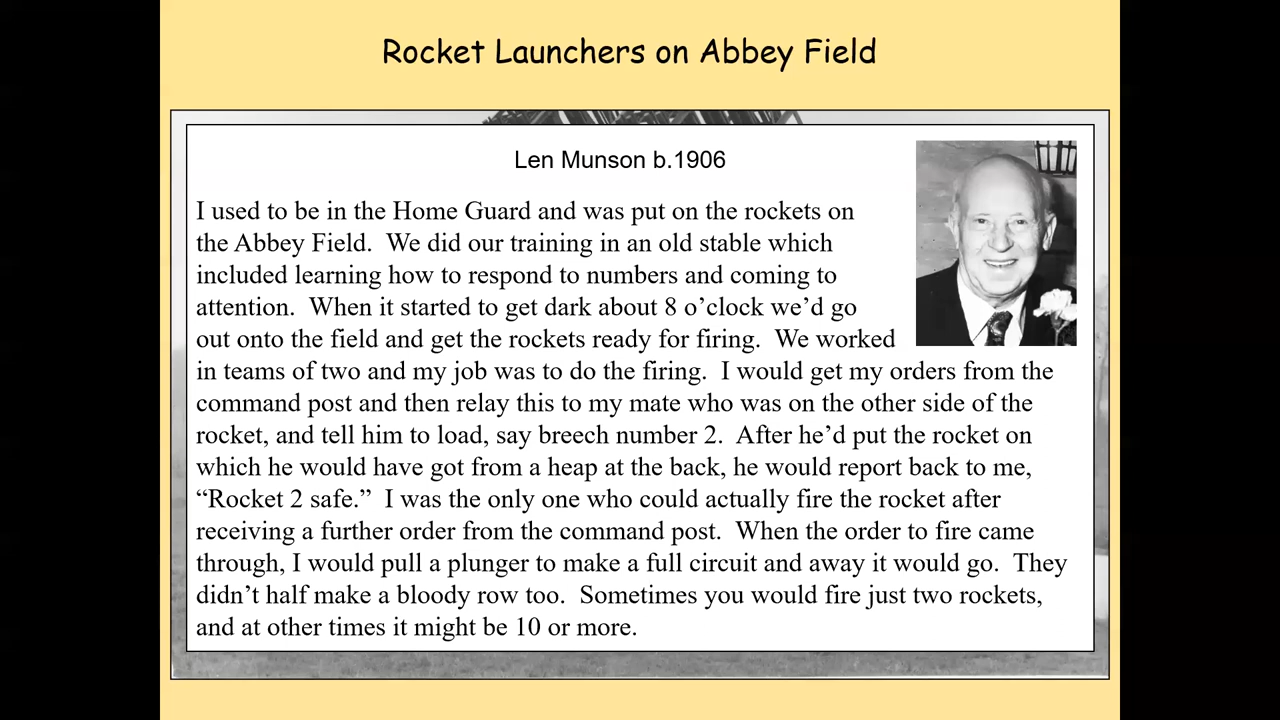 Rocket Launchers on Abbey Field
Len Munson b.1906
I used to be in the Home Guard and was put on the rockets on
the Abbey Field.  We did our training in an old stable which
included learning how to respond to numbers and coming to
attention.  When it started to get dark about 8 o’clock we’d go
out onto the field and get the rockets ready for firing.  We worked
in teams of two and my job was to do the firing.  I would get my orders from the
command post and then relay this to my mate who was on the other side of the
rocket, and tell him to load, say breech number 2.  After he’d put the rocket on
which he would have got from a heap at the back, he would report back to me,
“Rocket 2 safe.”  I was the only one who could actually fire the rocket after
receiving a further order from the command post.  When the order to fire came
through, I would pull a plunger to make a full circuit and away it would go.  They
didn’t half make a bloody row too.  Sometimes you would fire just two rockets,
and at other times it might be 10 or more.